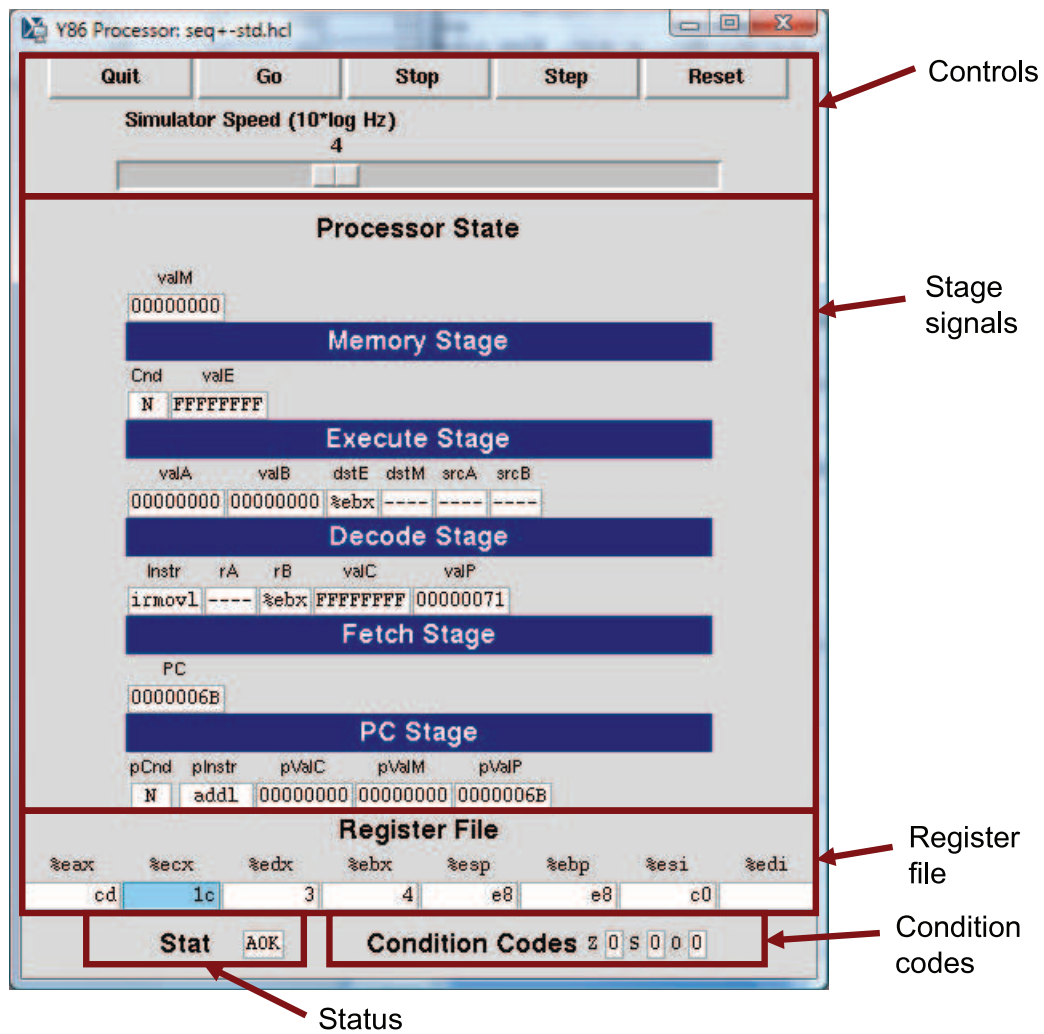 Y86 Processor: seq+-std.hcl
Quit Go Stop Step Reset
Controls
Simulator Speed (10*log Hz)
4
Processor State
valM
00000000
Stage
signals
Memory Stage
Cnd valE
N FFFFFFFF
Execute Stage
valA valB dstE dstM srcA srcB
00000000 00000000 %ebx ---- ---- ----
Decode Stage
Instr rA rB valC valP
irmovl ---- %ebx FFFFFFFF 00000071
Fetch Stage
PC
0000006B
PC Stage
pCnd pInstr pValC pValM pValP
N addl 00000000 00000000 0000006B
Register File
%eax %ecx %edx %ebx %esp %ebp %esi %edi
cd 1c 3 4 e8 e8 c0
Register
file
Stat AOK Condition Codes Z 0 S 0 O 0
Condition
codes
Status